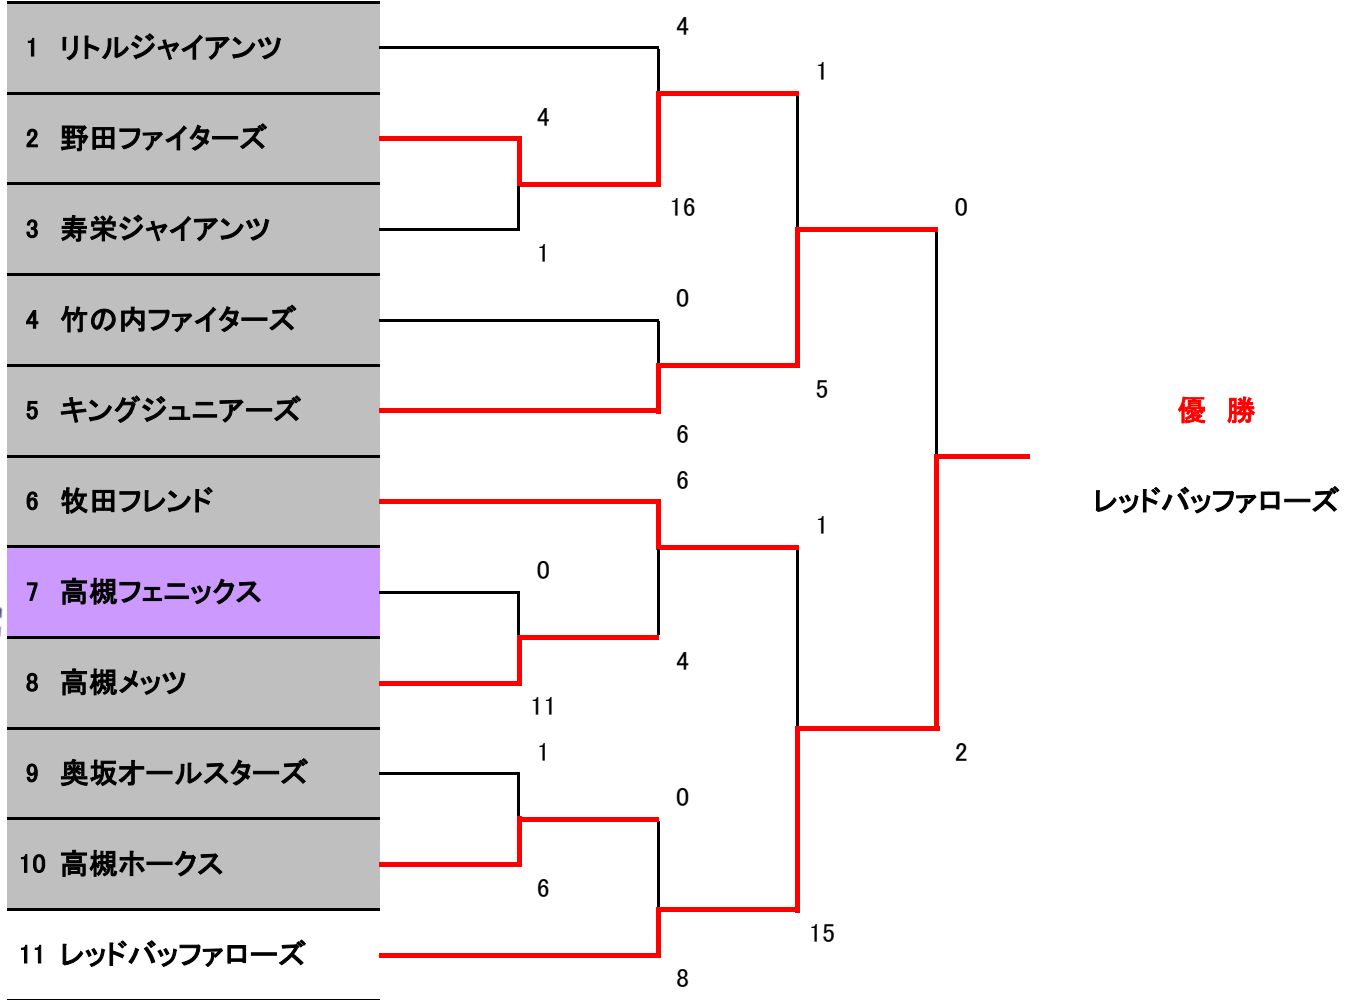 4
1 リトルジャイアンツ
1
4
2 野田ファイターズ
16
0
3 寿栄ジャイアンツ
1
0
4 竹の内ファイターズ
5
優 勝
5 キングジュニアーズ
6
6
レッドバッファローズ
6 牧田フレンド
1
0
7 高槻フェニックス
4
8 高槻メッツ
11
1
2
9 奥坂オールスターズ
0
10 高槻ホークス
6
15
11 レッドバッファローズ
8